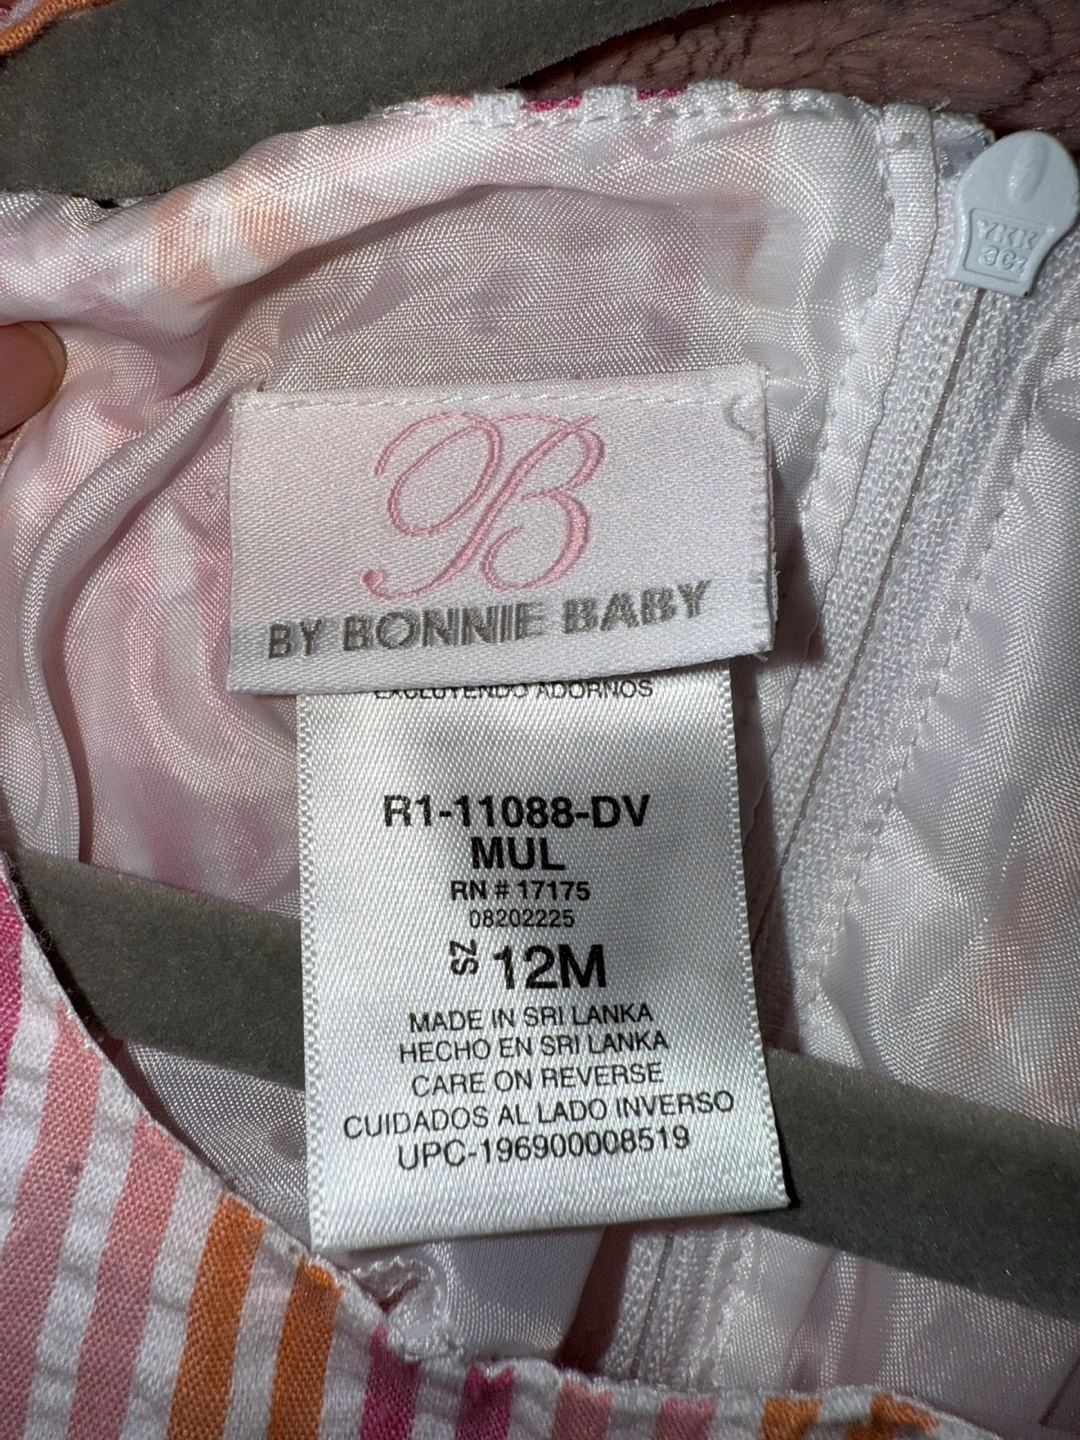 YKK
B
BY BONNIE BABY
EXCLUYENDO ADORNOS
R1-11088-DV
MUL
RN # 17175
08202225
SZ 12M
MADE IN SRI LANKA
HECHO EN SRI LANKA
CARE ON REVERSE
CUIDADOS AL LADO INVERSO
UPC-196900008519